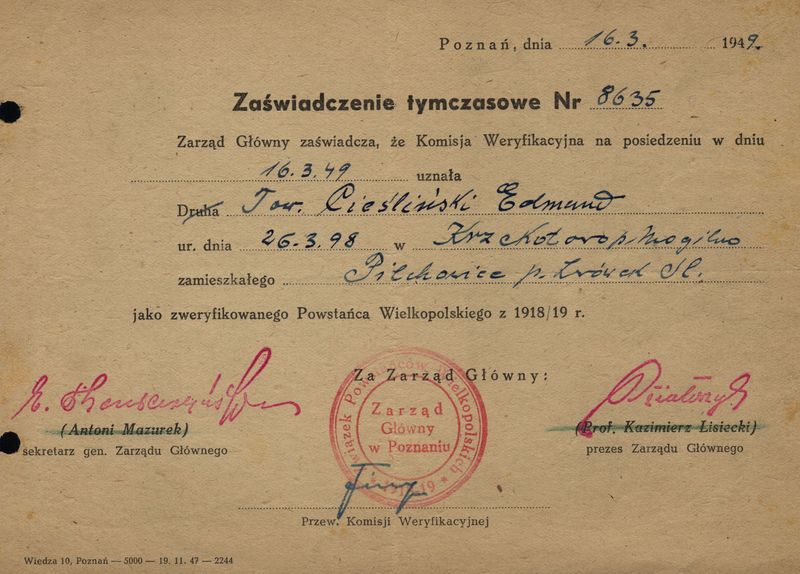 Poznań, dnia 16.3. 1949.
Zaświadczenie tymczasowe Nr 8635
Zarząd Główny zaświadcza, że Komisja Weryfikacyjna na posiedzeniu w dniu
16.3.49 uznała
Druha Tow. Cieśliński Edmund
ur. dnia 26.3.98 w Krzekotowo p. Mogilno
zamieszkałego Pilchowice p. Lwówek Śl.
jako zweryfikowanego Powstańca Wielkopolskiego z 1918/19 r.
Za Zarząd Główny:
(Antoni Mazurek)
sekretarz gen. Zarządu Głównego
Zarząd
Główny
w Poznaniu
Wielkopolskich
(Prof. Kazimierz Lisiecki)
prezes Zarządu Głównego
Przew. Komisji Weryfikacyjnej
Wiedza 10, Poznań — 5000 — 19. 11. 47 — 2244